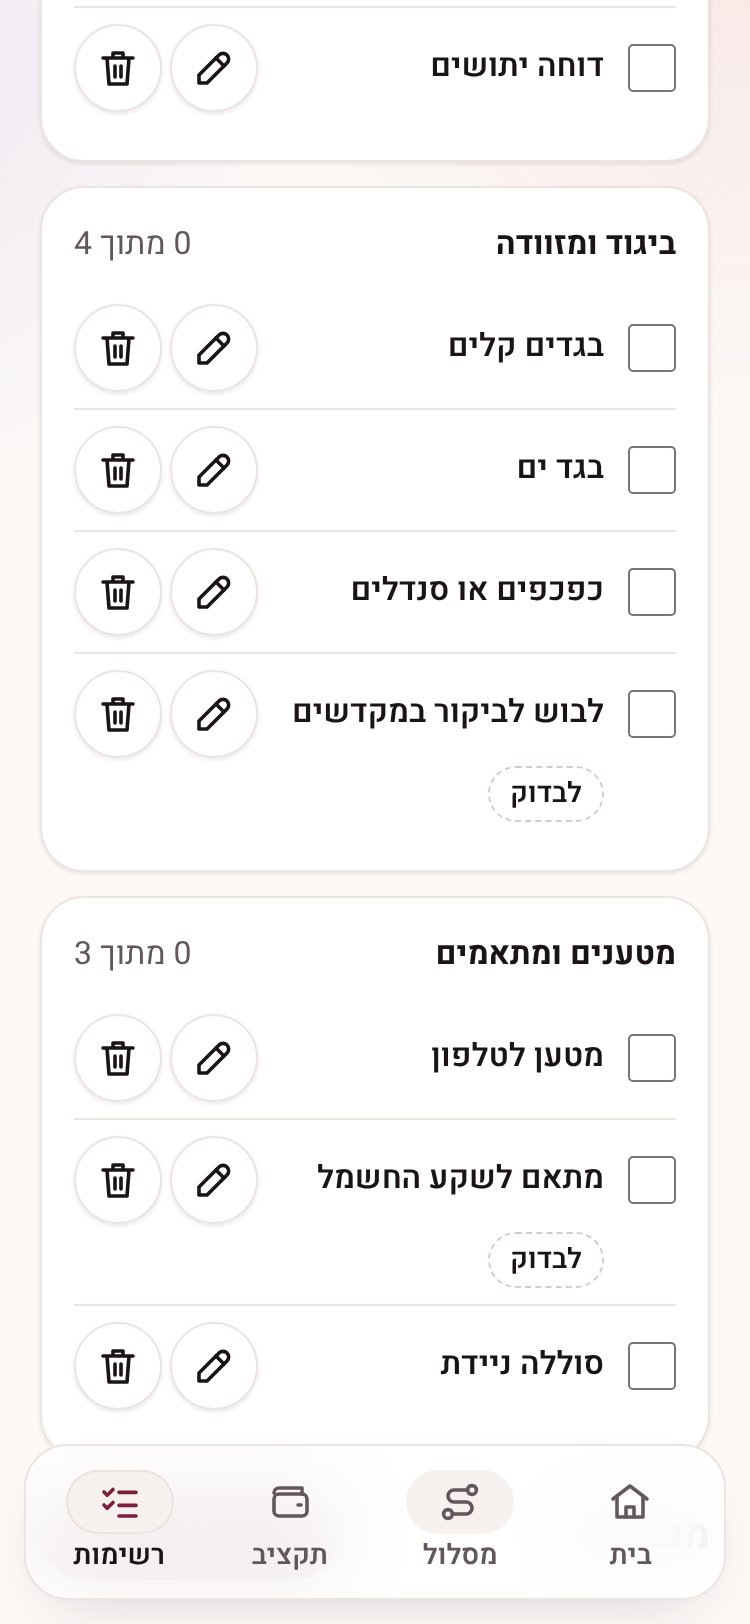 דוחה יתושים
ביגוד ומזוודה
0 מתוך 4
בגדים קלים
בגד ים
כפכפים או סנדלים
לבוש לביקור במקדשים
לבדוק
מטענים ומתאמים
0 מתוך 3
מטען לטלפון
מתאם לשקע החשמל
לבדוק
סוללה ניידת
בית
מסלול
תקציב
רשימות